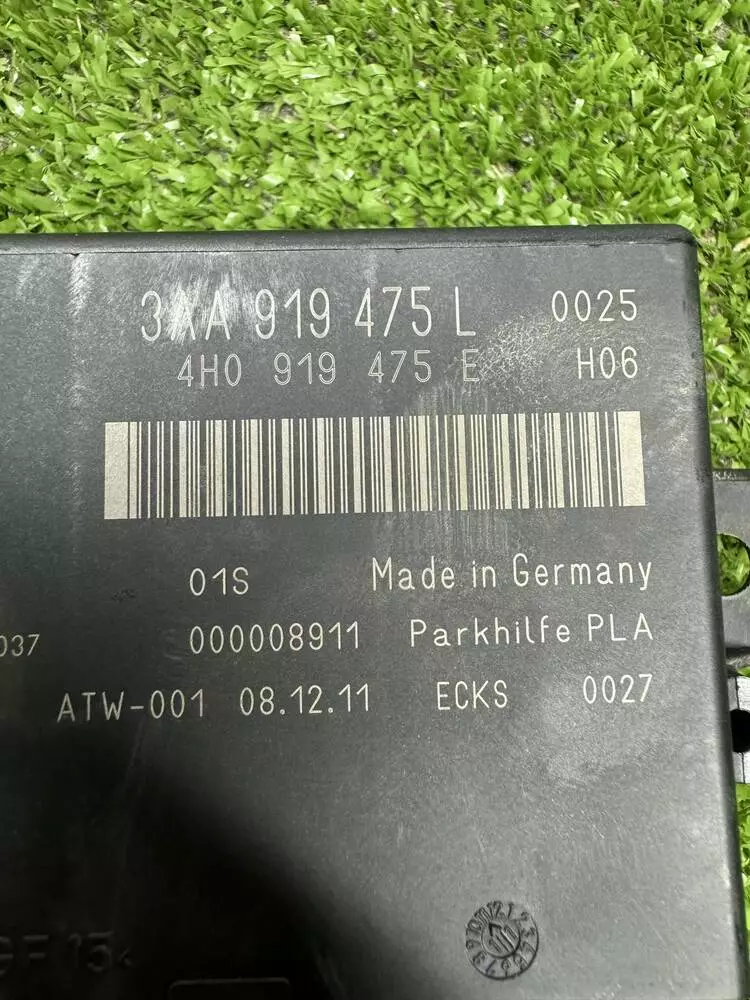 3AA 919 475 L 0025
4H0 919 475 E H06
01S Made in Germany
037 000008911 Parkhilfe PLA
ATW-001 08.12.11 ECKS 0027